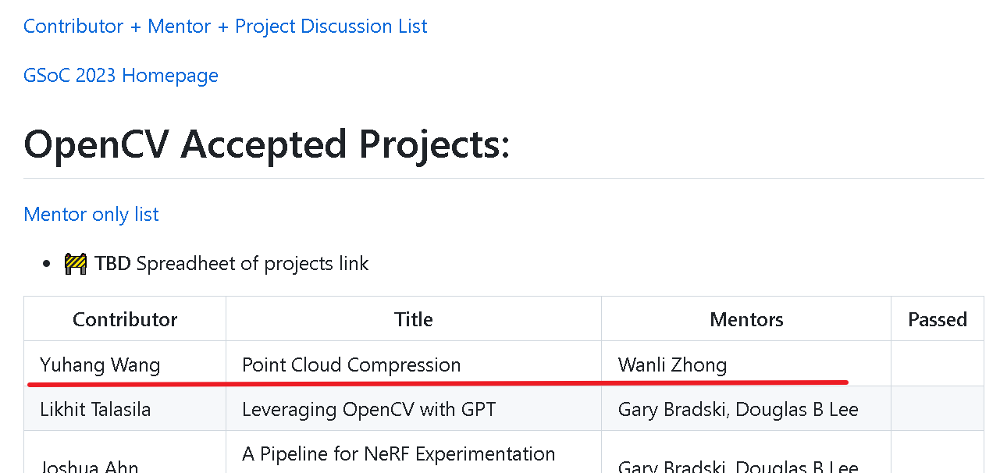 Contributor + Mentor + Project Discussion List
GSoC 2023 Homepage
OpenCV Accepted Projects:
Mentor only list
• 🚧 TBD Spreadheet of projects link
Contributor Title Mentors Passed
Yuhang Wang Point Cloud Compression Wanli Zhong
Likhit Talasila Leveraging OpenCV with GPT Gary Bradski, Douglas B Lee
A Pipeline for NeRF Experimentation
Joshua Ahn Gary Bradski, Douglas B Lee